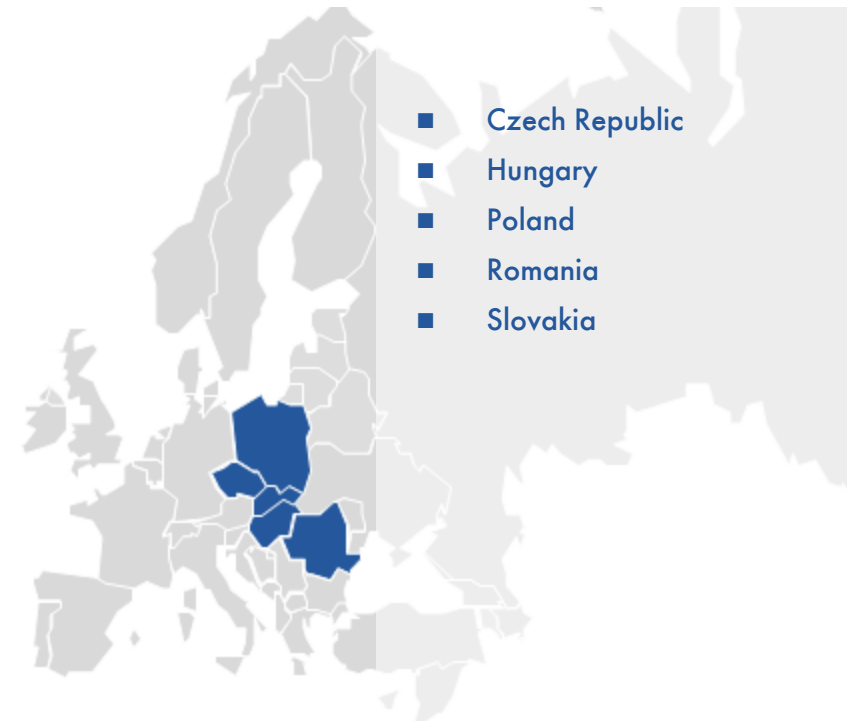 ■ Czech Republic
■ Hungary
■ Poland
■ Romania
■ Slovakia